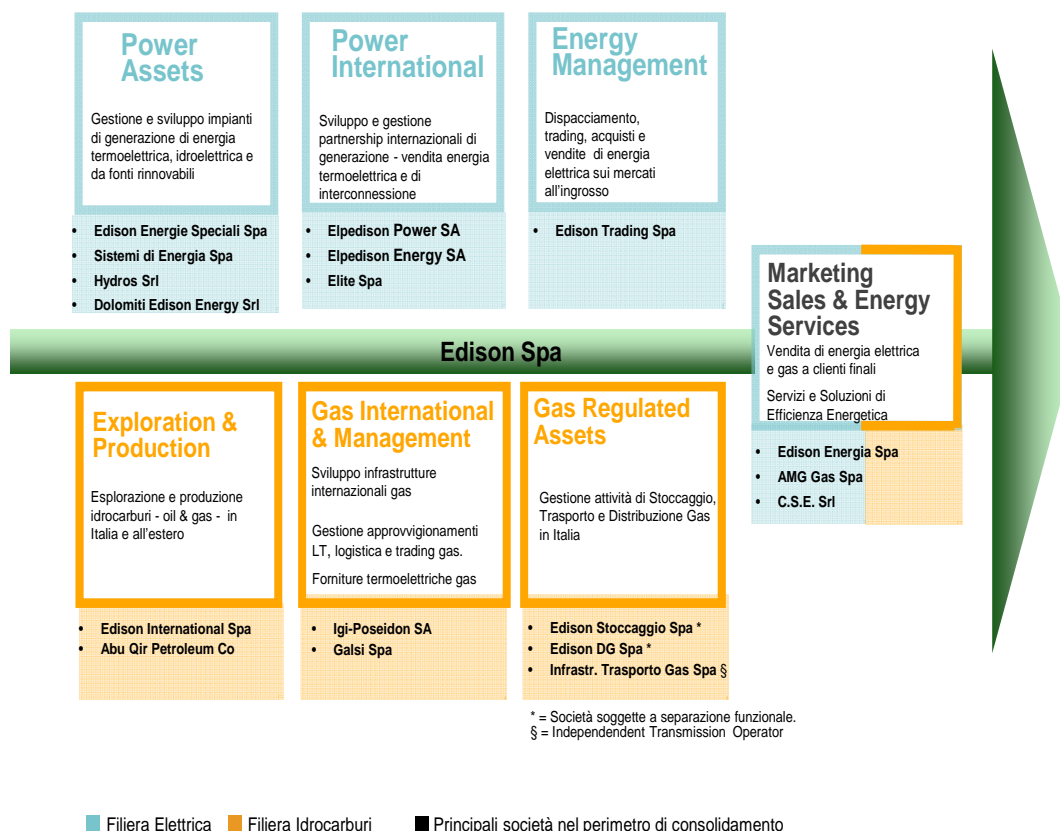 Power
Assets
Gestione e sviluppo impianti
di generazione di energia
termoelettrica, idroelettrica e
da fonti rinnovabili
• Edison Energie Speciali Spa
• Sistemi di Energia Spa
• Hydros Srl
• Dolomiti Edison Energy Srl
Power
International
Sviluppo e gestione
partnership internazionali di
generazione - vendita energia
termoelettrica e di
interconnessione
• Elpedison Power SA
• Elpedison Energy SA
• Elite Spa
Energy
Management
Dispacciamento,
trading, acquisti e
vendite di energia
elettrica sui mercati
all'ingrosso
• Edison Trading Spa
Marketing
Sales & Energy
Services
Vendita di energia elettrica
e gas a clienti finali
Servizi e Soluzioni di
Efficienza Energetica
• Edison Energia Spa
• AMG Gas Spa
• C.S.E. Srl
Edison Spa
Exploration &
Production
Esplorazione e produzione
idrocarburi - oil & gas - in
Italia e all'estero
• Edison International Spa
• Abu Qir Petroleum Co
Gas International
& Management
Sviluppo infrastrutture
internazionali gas
Gestione approvvigionamenti
LT, logistica e trading gas.
Forniture termoelettriche gas
• Igi-Poseidon SA
• Galsi Spa
Gas Regulated
Assets
Gestione attività di Stoccaggio,
Trasporto e Distribuzione Gas
in Italia
• Edison Stoccaggio Spa *
• Edison DG Spa *
• Infrastr. Trasporto Gas Spa §
* = Società soggette a separazione funzionale.
§ = Independendent Transmission Operator
Filiera Elettrica
Filiera Idrocarburi
Principali società nel perimetro di consolidamento